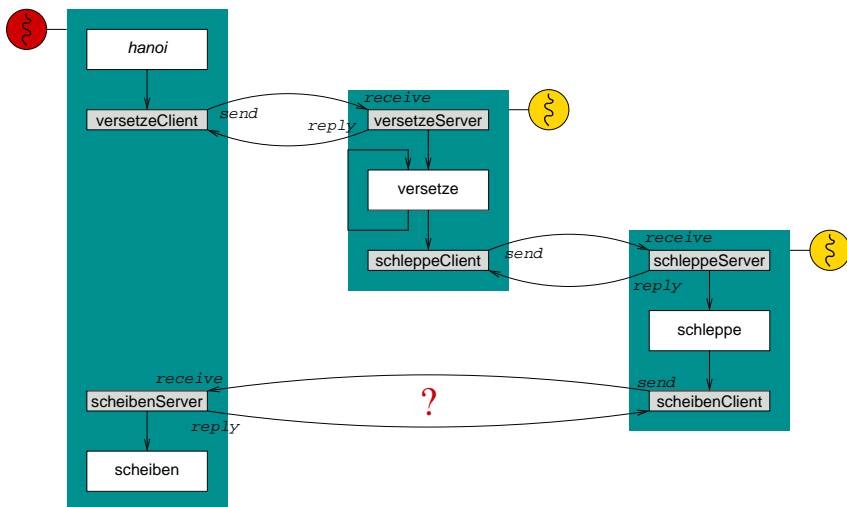 hanoi
versetzeClient
send
receive
reply
versetzeServer
versetze
schleppeClient
send
receive
reply
schleppeServer
schleppe
send
scheibenClient
receive
scheibenServer
reply
?
scheiben